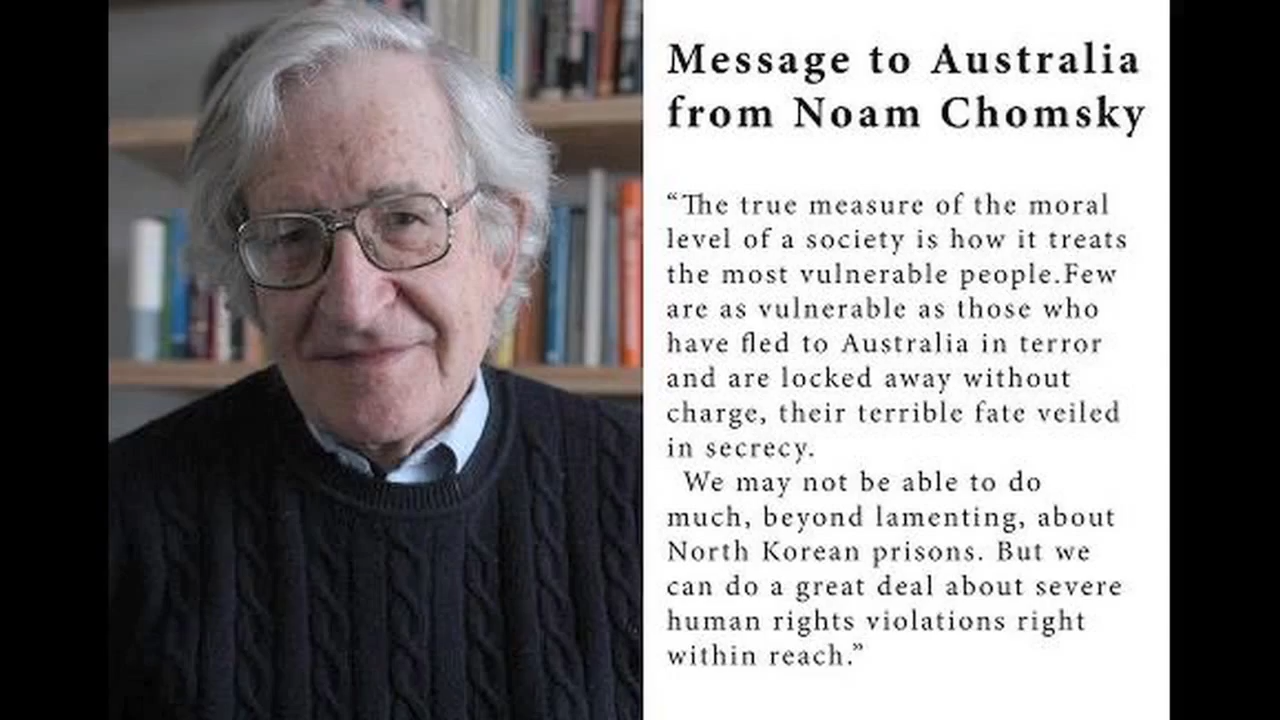 Message to Australia
from Noam Chomsky
“The true measure of the moral
level of a society is how it treats
the most vulnerable people.Few
are as vulnerable as those who
have fled to Australia in terror
and are locked away without
charge, their terrible fate veiled
in secrecy.
We may not be able to do
much, beyond lamenting, about
North Korean prisons. But we
can do a great deal about severe
human rights violations right
within reach.”